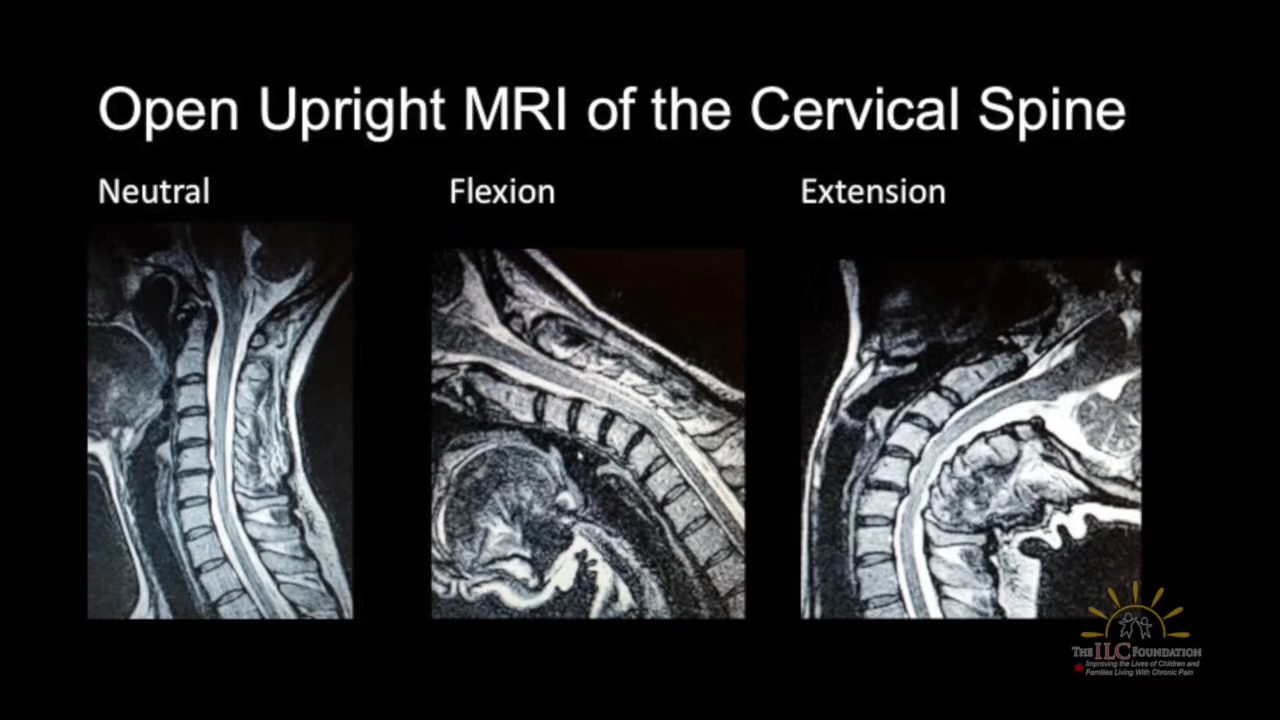 Open Upright MRI of the Cervical Spine
Neutral
Flexion
Extension
THE ILC FOUNDATION
Improving the Lives of Children and
Families Living With Chronic Pain